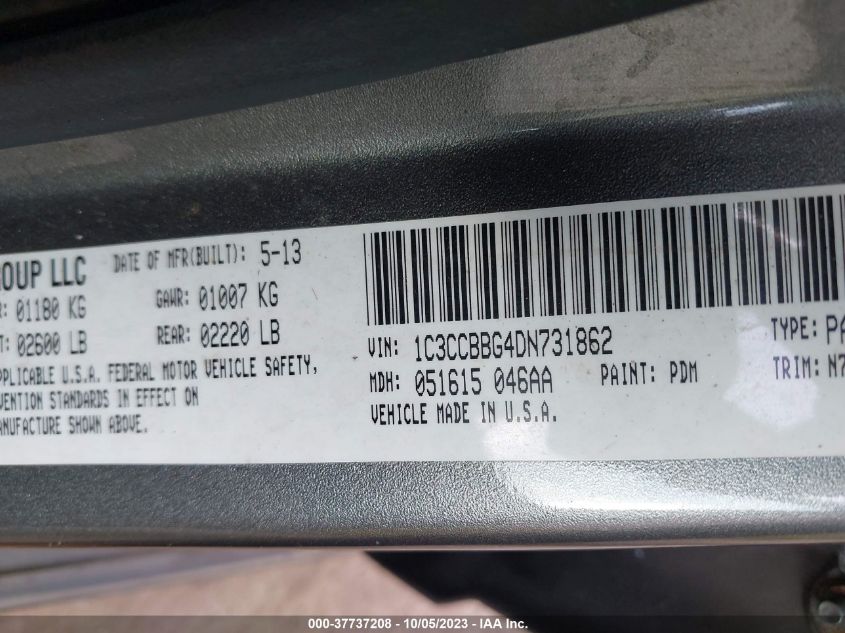 OUP LLC DATE OF MFR(BUILT): 5-13
: 01180 KG GAWR: 01007 KG
T: 02600 LB REAR: 02220 LB
PPLICABLE U.S.A. FEDERAL MOTOR VEHICLE SAFETY,
VENTION STANDARDS IN EFFECT ON
ANUFACTURE SHOWN ABOVE.
VIN: 1C3CCBBG4DN731862 TYPE: PA
MDH: 051615 046AA PAINT: PDM TRIM: N7
VEHICLE MADE IN U.S.A.
000-37737208 - 10/05/2023 - IAA Inc.